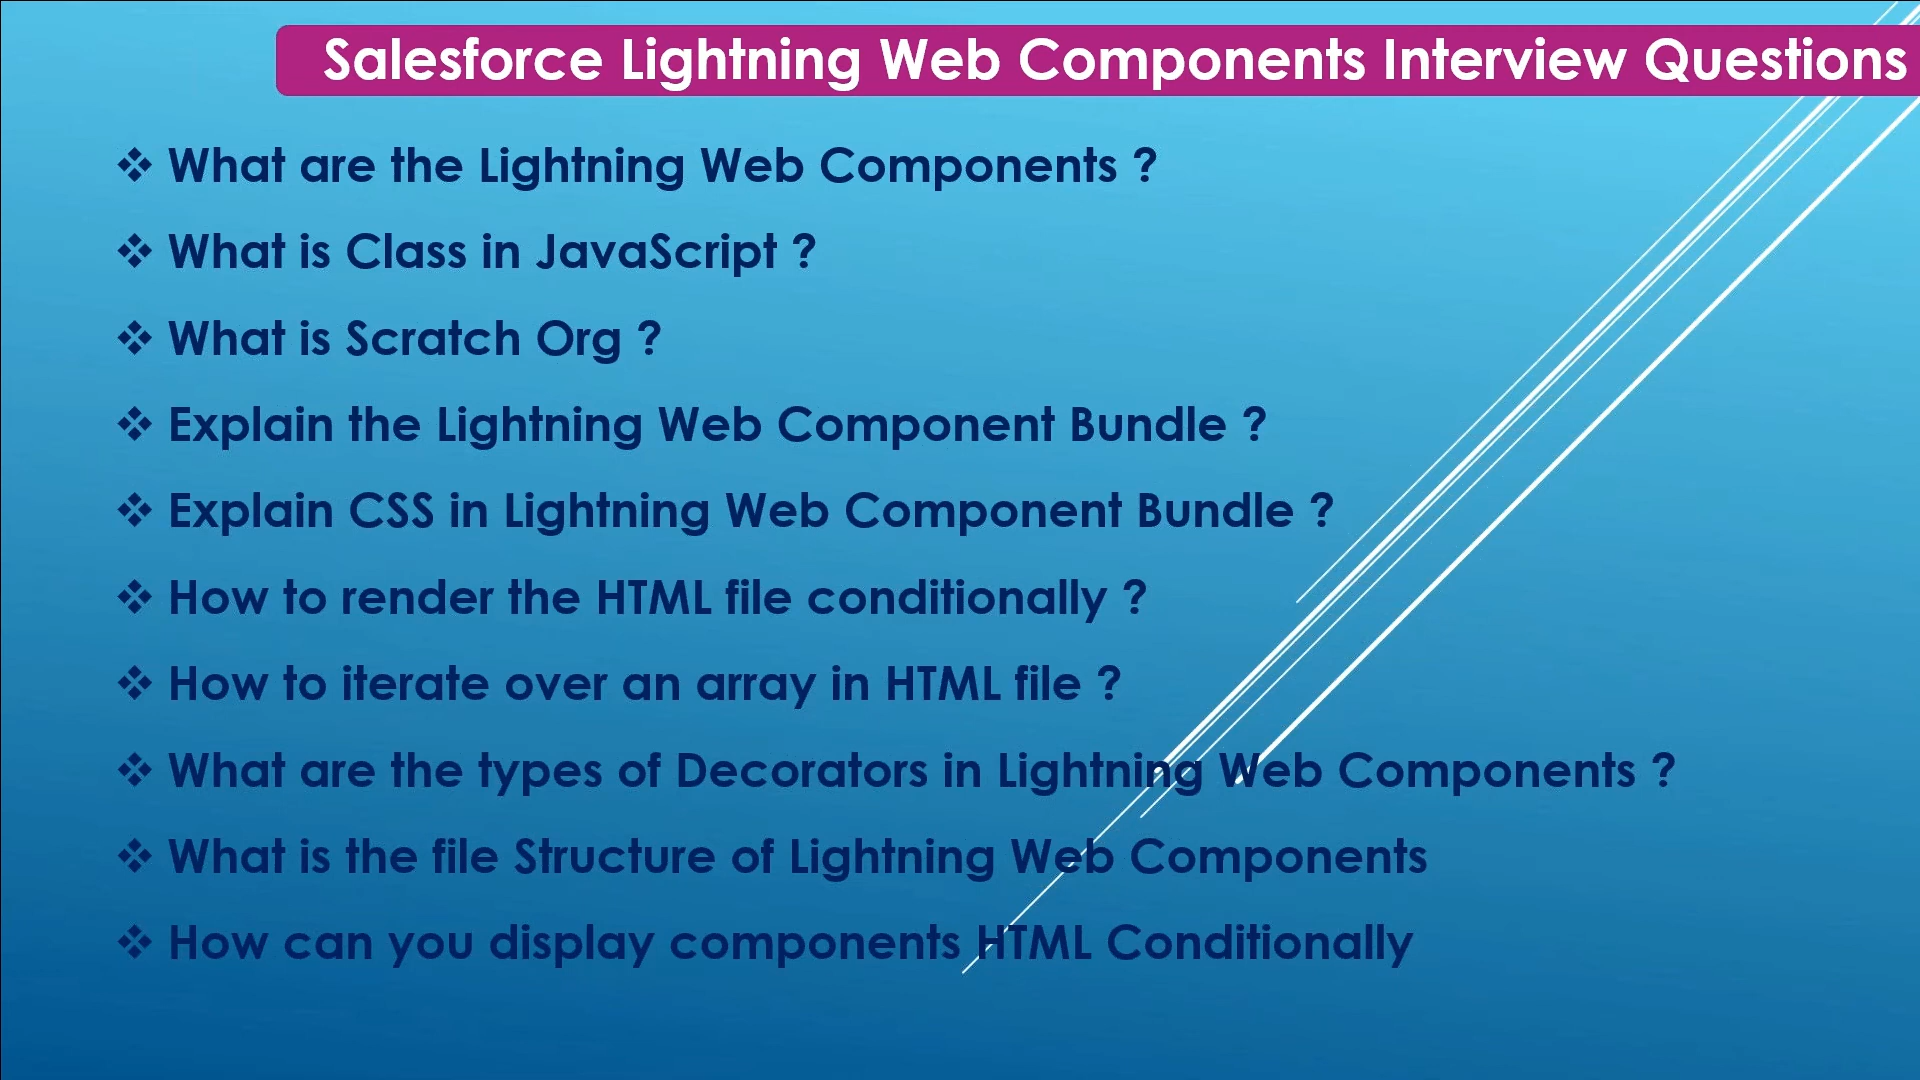 Salesforce Lightning Web Components Interview Questions
❖ What are the Lightning Web Components ?
❖ What is Class in JavaScript ?
❖ What is Scratch Org ?
❖ Explain the Lightning Web Component Bundle ?
❖ Explain CSS in Lightning Web Component Bundle ?
❖ How to render the HTML file conditionally ?
❖ How to iterate over an array in HTML file ?
❖ What are the types of Decorators in Lightning Web Components ?
❖ What is the file Structure of Lightning Web Components
❖ How can you display components HTML Conditionally